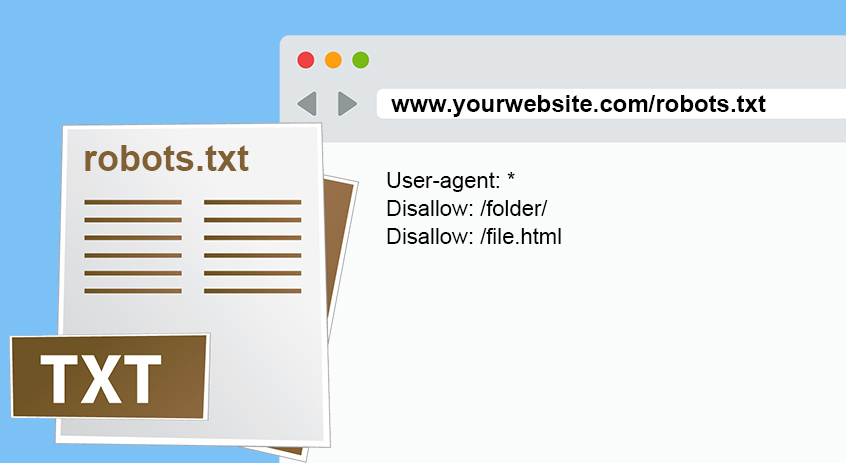 www.yourwebsite.com/robots.txt
robots.txt
User-agent: *
Disallow: /folder/
Disallow: /file.html
TXT